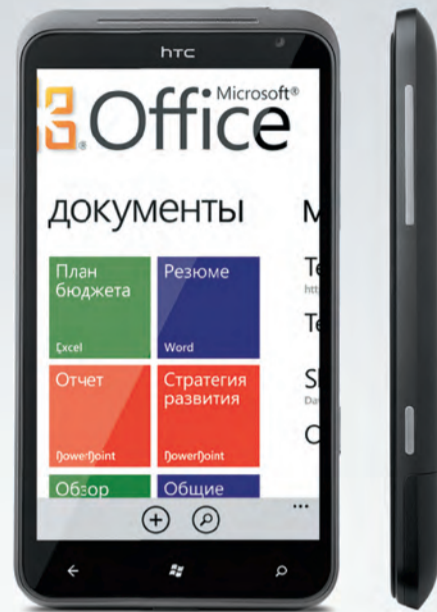 htc
Microsoft®
Office
документы
План бюджета
Excel
Резюме
Word
Отчет
PowerPoint
Стратегия развития
PowerPoint
Обзор
Общие